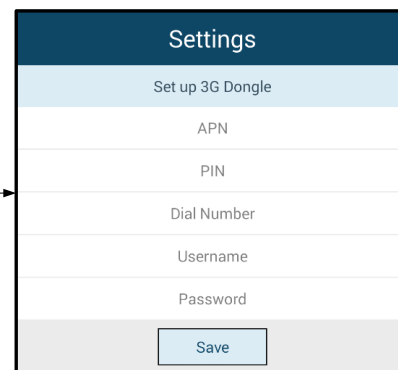 Settings
Set up 3G Dongle
APN
PIN
Dial Number
Username
Password
Save